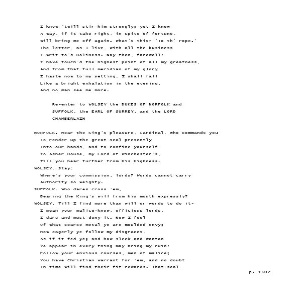 I know 'twill stir him strongly; yet I know
A way, if it take right, in spite of fortune,
Will bring me off again. What's this? 'To th' Pope.'
The letter, as I live, with all the business
I writ to's Holiness. Nay then, farewell!
I have touch'd the highest point of all my greatness,
And from that full meridian of my glory
I haste now to my setting. I shall fall
Like a bright exhalation in the evening,
And no man see me more.
Re-enter to WOLSEY the DUKES OF NORFOLK and
SUFFOLK, the EARL OF SURREY, and the LORD
CHAMBERLAIN
NORFOLK. Hear the King's pleasure, Cardinal, who commands you
To render up the great seal presently
Into our hands, and to confine yourself
To Asher House, my Lord of Winchester's,
Till you hear further from his Highness.
WOLSEY. Stay:
Where's your commission, lords? Words cannot carry
Authority so weighty.
SUFFOLK. Who dares cross 'em,
Bearing the King's will from his mouth expressly?
WOLSEY. Till I find more than will or words to do it-
I mean your malice-know, officious lords,
I dare and must deny it. Now I feel
Of what coarse metal ye are moulded-envy;
How eagerly ye follow my disgraces,
As if it fed ye; and how sleek and wanton
Ye appear in every thing may bring my ruin!
Follow your envious courses, men of malice;
You have Christian warrant for 'em, and no doubt
In time will find their fit rewards. That seal